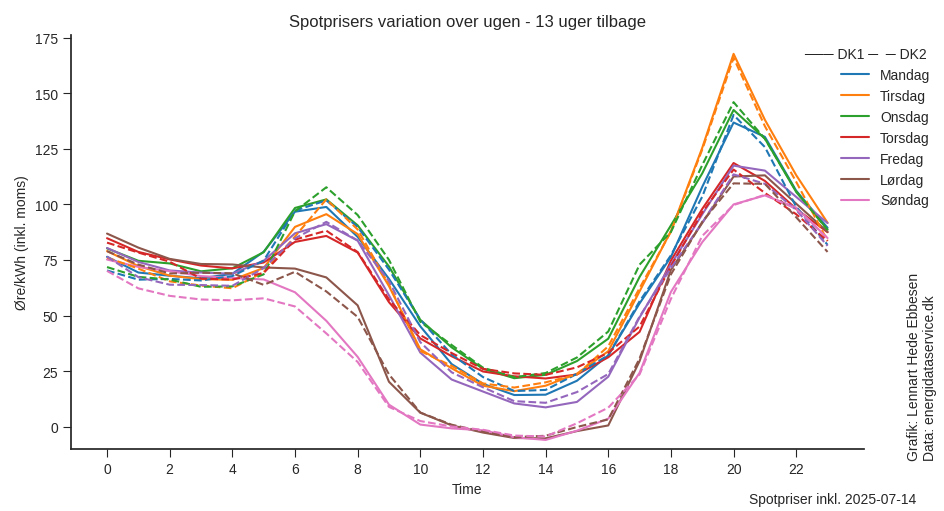 Spotprisers variation over ugen - 13 uger tilbage
Øre/kWh (inkl. moms)
175
150
125
100
75
50
25
0
0 2 4 6 8 10 12 14 16 18 20 22
Time
DK1 DK2
Mandag
Tirsdag
Onsdag
Torsdag
Fredag
Lørdag
Søndag
Grafik: Lennart Hede Ebbesen
Data: energidataservice.dk
Spotpriser inkl. 2025-07-14